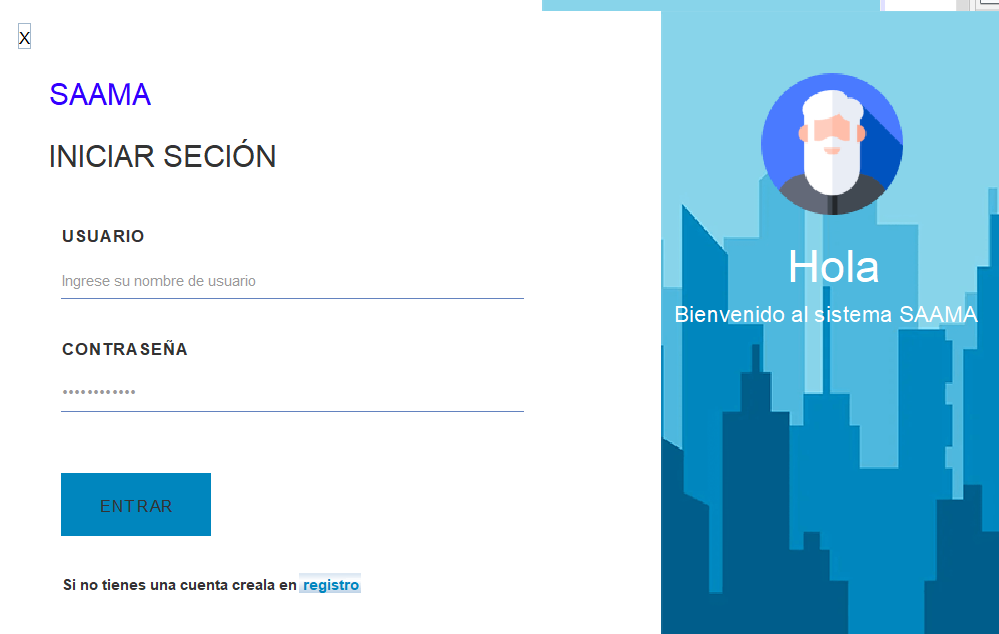 X
SAAMA
INICIAR SECIÓN
USUARIO
Ingrese su nombre de usuario
CONTRASEÑA
••••••••••••
ENTRAR
Si no tienes una cuenta creala en registro
Hola
Bienvenido al sistema SAAMA